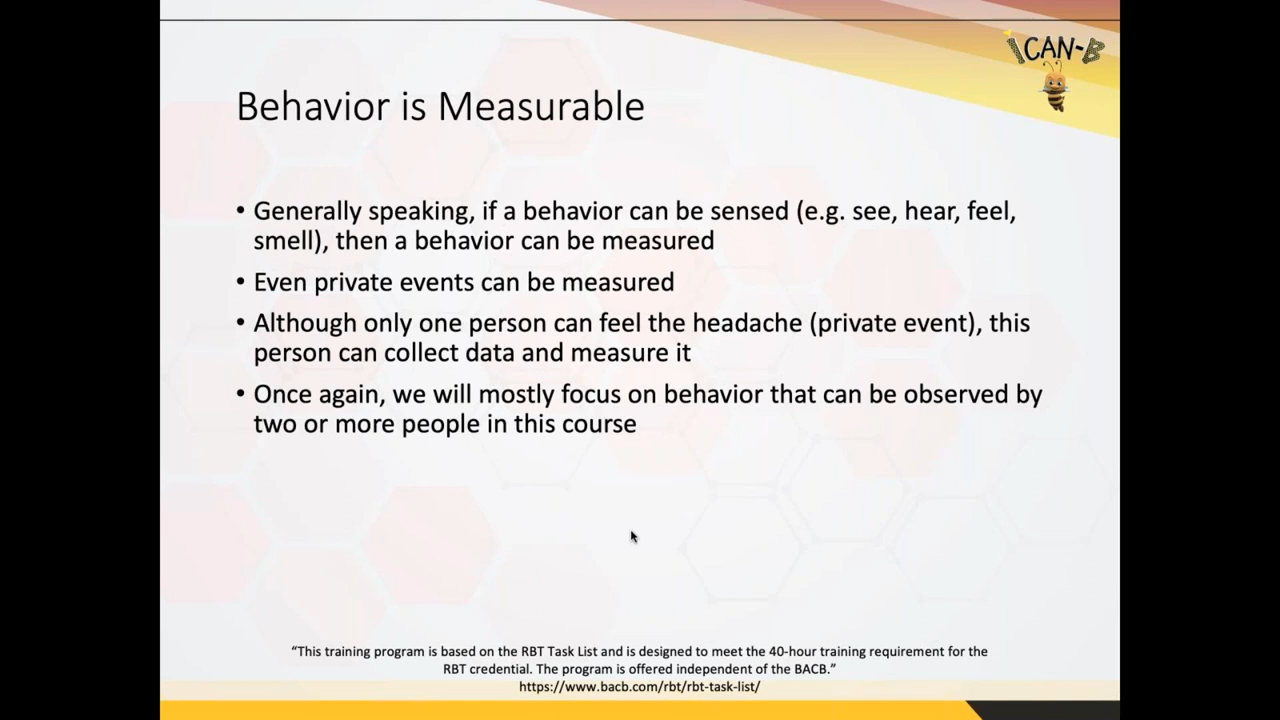 ICAN-B
Behavior is Measurable
• Generally speaking, if a behavior can be sensed (e.g. see, hear, feel,
smell), then a behavior can be measured
• Even private events can be measured
• Although only one person can feel the headache (private event), this
person can collect data and measure it
• Once again, we will mostly focus on behavior that can be observed by
two or more people in this course
“This training program is based on the RBT Task List and is designed to meet the 40-hour training requirement for the
RBT credential. The program is offered independent of the BACB.”
https://www.bacb.com/rbt/rbt-task-list/